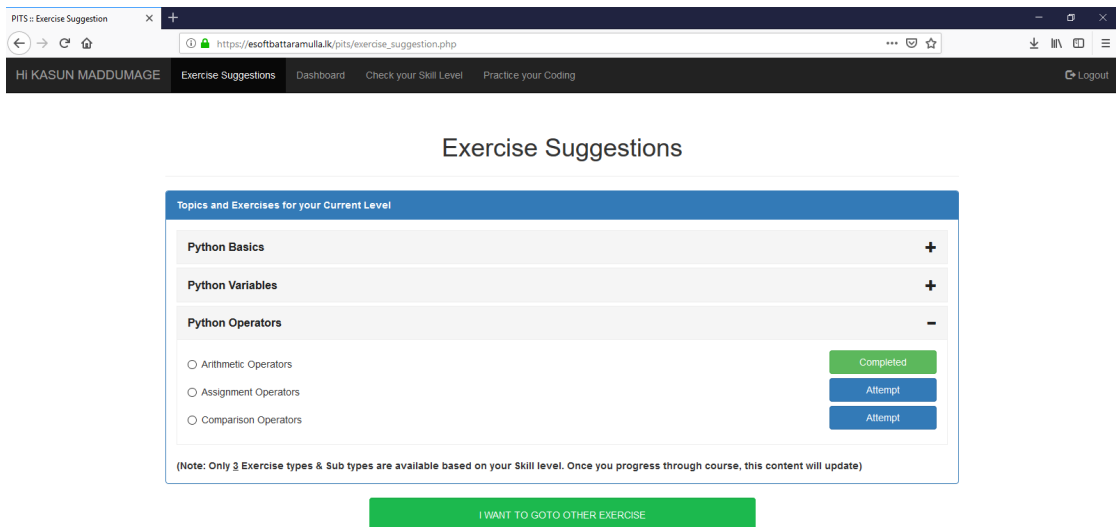 PITS :: Exercise Suggestion
https://esoftbattaramulla.lk/pits/exercise_suggestion.php
Hi KASUN MADDUMAGE Exercise Suggestions Dashboard Check your Skill Level Practice your Coding Logout
Exercise Suggestions
Topics and Exercises for your Current Level
Python Basics
Python Variables
Python Operators
Arithmetic Operators Completed
Assignment Operators Attempt
Comparison Operators Attempt
(Note: Only 3 Exercise types & Sub types are available based on your Skill level. Once you progress through course, this content will update)
I WANT TO GOTO OTHER EXERCISE